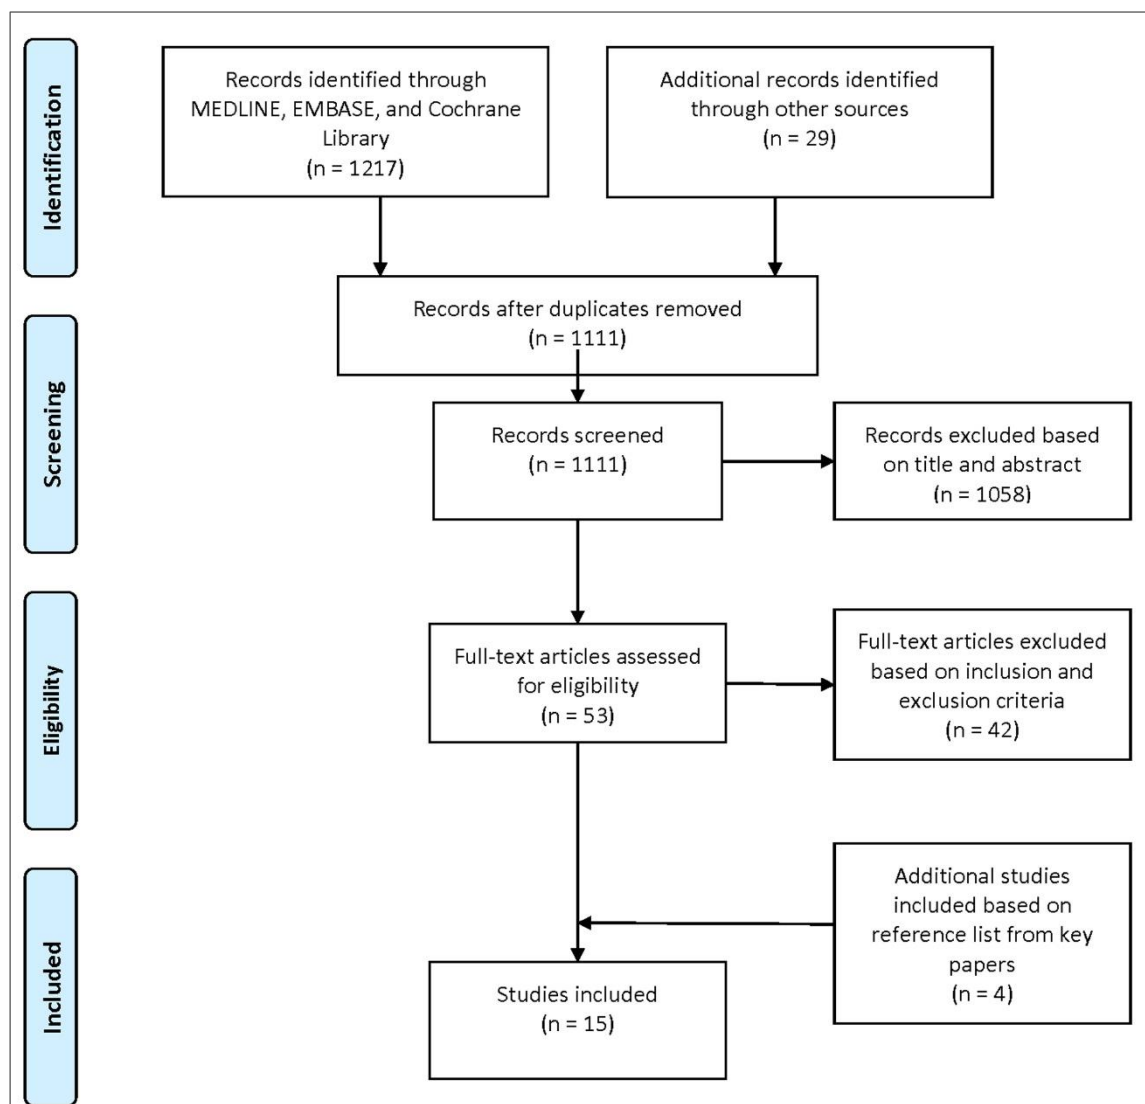 Identification
Records identified through
MEDLINE, EMBASE, and Cochrane
Library
(n = 1217)
Additional records identified
through other sources
(n = 29)
Records after duplicates removed
(n = 1111)
Screening
Records screened
(n = 1111)
Records excluded based
on title and abstract
(n = 1058)
Eligibility
Full-text articles assessed
for eligibility
(n = 53)
Full-text articles excluded
based on inclusion and
exclusion criteria
(n = 42)
Included
Additional studies
included based on
reference list from key
papers
(n = 4)
Studies included
(n = 15)